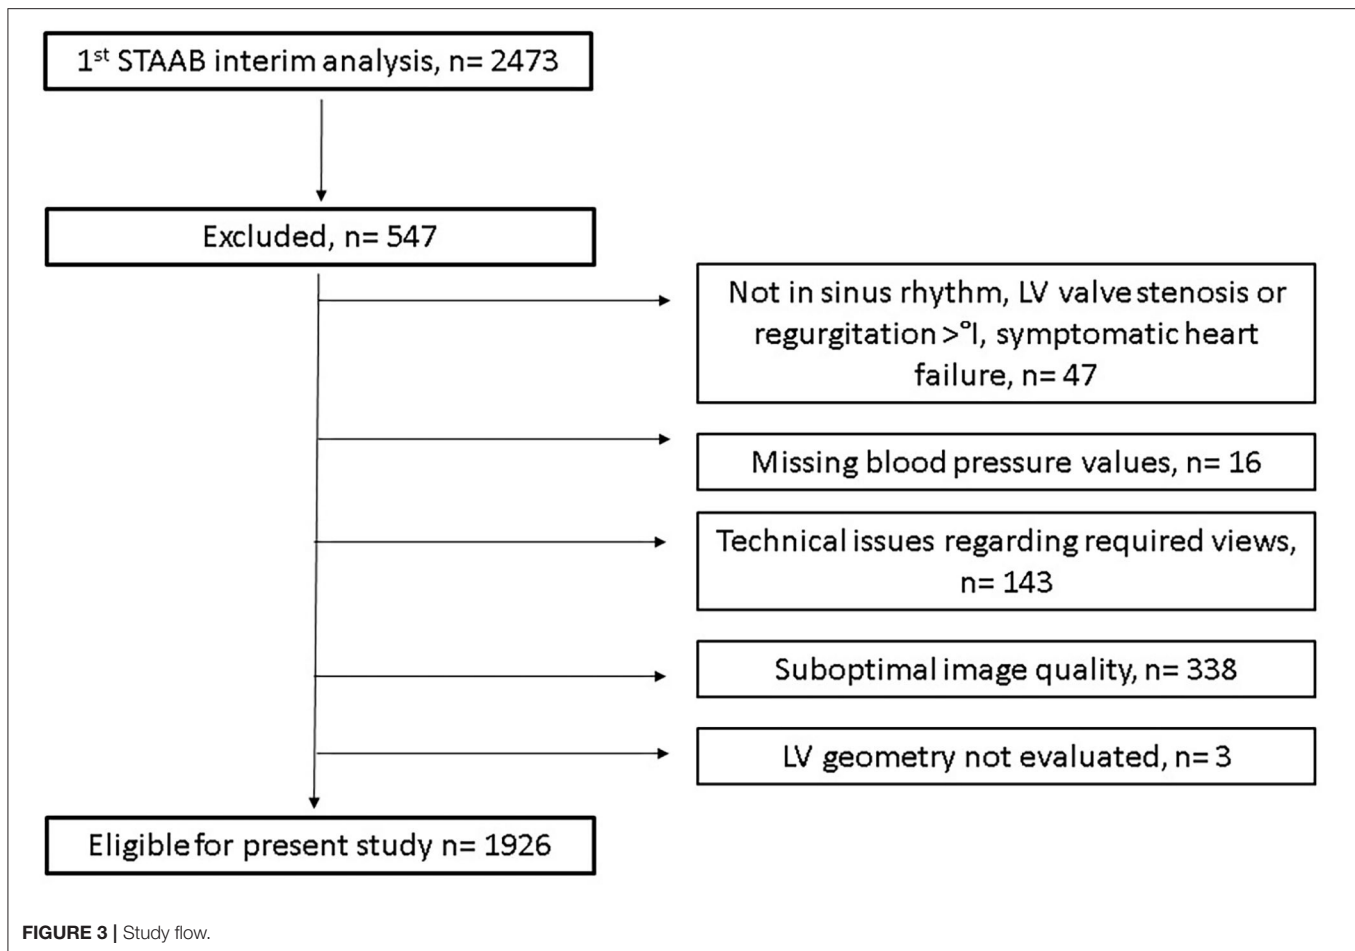 1st STAAB interim analysis, n= 2473
Excluded, n= 547
Not in sinus rhythm, LV valve stenosis or
regurgitation >°I, symptomatic heart
failure, n= 47
Missing blood pressure values, n= 16
Technical issues regarding required views,
n= 143
Suboptimal image quality, n= 338
LV geometry not evaluated, n= 3
Eligible for present study n= 1926
FIGURE 3 | Study flow.